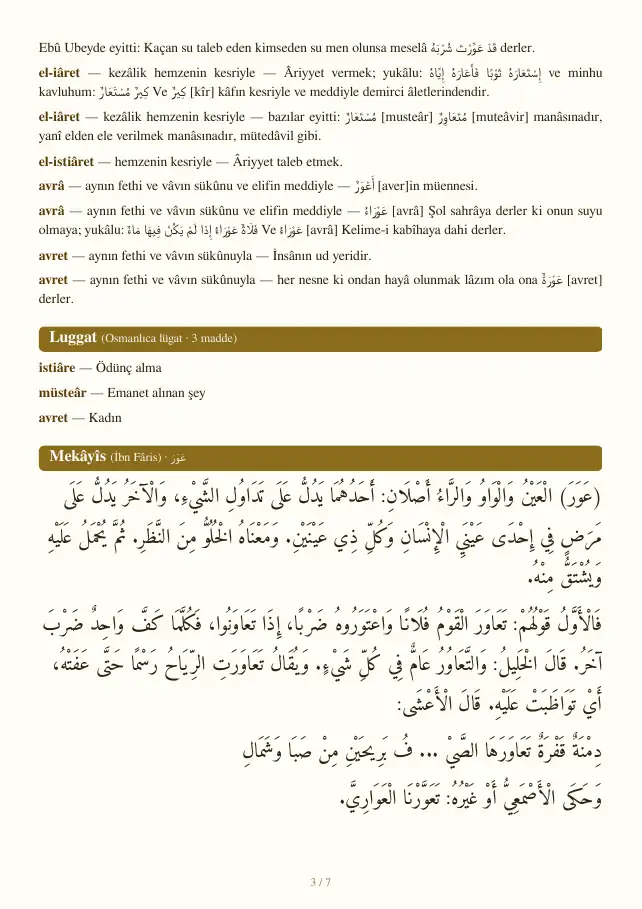 Ebû Ubeyde eyitti: Kaçan su taleb eden kimseden su men olunsa meselâ قَدْ عَوَّرْتَ شُرْبَهُ derler.
el-iâret — kezâlik hemzenin kesriyle — Âriyyet vermek; yukâlu: إِسْتَعَارَهُ ثَوْبًا فَأَعَارَهُ إِيَّاهُ ve minhu
kavluhum: كِيرٌ مُسْتَعَارٌ Ve كِيرٌ [kîr] kâfın kesriyle ve meddiyle demirci âletlerindendir.
el-iâret — kezâlik hemzenin kesriyle — bazılar eyitti: مُسْتَعَارٌ [musteâr] مُتَعَاوِرٌ [muteâvir] manâsınadır,
yanî elden ele verilmek manâsınadır, mütedâvil gibi.
el-istiâret — hemzenin kesriyle — Âriyyet taleb etmek.
avrâ — aynın fethi ve vâvın sükûnu ve elifin meddiyle — أَعْوَرُ [aver]in müennesi.
avrâ — aynın fethi ve vâvın sükûnu ve elifin meddiyle — عَوْرَاءُ [avrâ] Şol sahrâya derler ki onun suyu
olmaya; yukâlu: فَلَاةٌ عَوْرَاءُ إِذَا لَمْ يَكُنْ فِيهَا مَاءٌ Ve عَوْرَاءُ [avrâ] Kelime-i kabîhaya dahi derler.
avret — aynın fethi ve vâvın sükûnuyla — İnsânın ud yeridir.
avret — aynın fethi ve vâvın sükûnuyla — her nesne ki ondan hayâ olunmak lâzım ola ona عَوْرَةٌ [avret]
derler.
Luggat (Osmanlıca lügat · 3 madde)
istiâre — Ödünç alma
müsteâr — Emanet alınan şey
avret — Kadın
Mekâyîs (İbn Fâris) · عَوَرَ
(عَوَرَ) الْعَيْنُ وَالْوَاوُ وَالرَّاءُ أَصْلَانِ: أَحَدُهُمَا يَدُلُّ عَلَى تَدَاوُلِ الشَّيْءِ، وَالْآخَرُ يَدُلُّ عَلَى
مَرَضٍ فِي إِحْدَى عَيْنَيِ الْإِنْسَانِ وَكُلِّ ذِي عَيْنَيْنِ. وَمَعْنَاهُ الْخُلُوُّ مِنَ النَّظَرِ. ثُمَّ يُحْمَلُ عَلَيْهِ
وَيُشْتَقُّ مِنْهُ.
فَالْأَوَّلُ قَوْلُهُمْ: تَعَاوَرَ الْقَوْمُ فُلَانًا وَاعْتَوَرُوهُ ضَرْبًا، إِذَا تَعَاوَنُوا، فَكُلَّمَا كَفَّ وَاحِدٌ ضَرْبَ
آخَرُ. قَالَ الْخَلِيلُ: وَالتَّعَاوُرُ عَامٌّ فِي كُلِّ شَيْءٍ. وَيُقَالُ تَعَاوَرَتِ الرِّيَاحُ رَسْمًا حَتَّى عَفَتْهُ،
أَيْ تَوَاظَبَتْ عَلَيْهِ. قَالَ الْأَعْشَى:
دِمْنَةٌ قَفْرَةٌ تَعَاوَرَهَا الصَّيْ ... فُ بَرِيحَيْنِ مِنْ صَبَا وَشَمَالِ
وَحَكَى الْأَصْمَعِيُّ أَوْ غَيْرُهُ: تَعَوَّرْنَا الْعَوَارِيَّ.
3 / 7